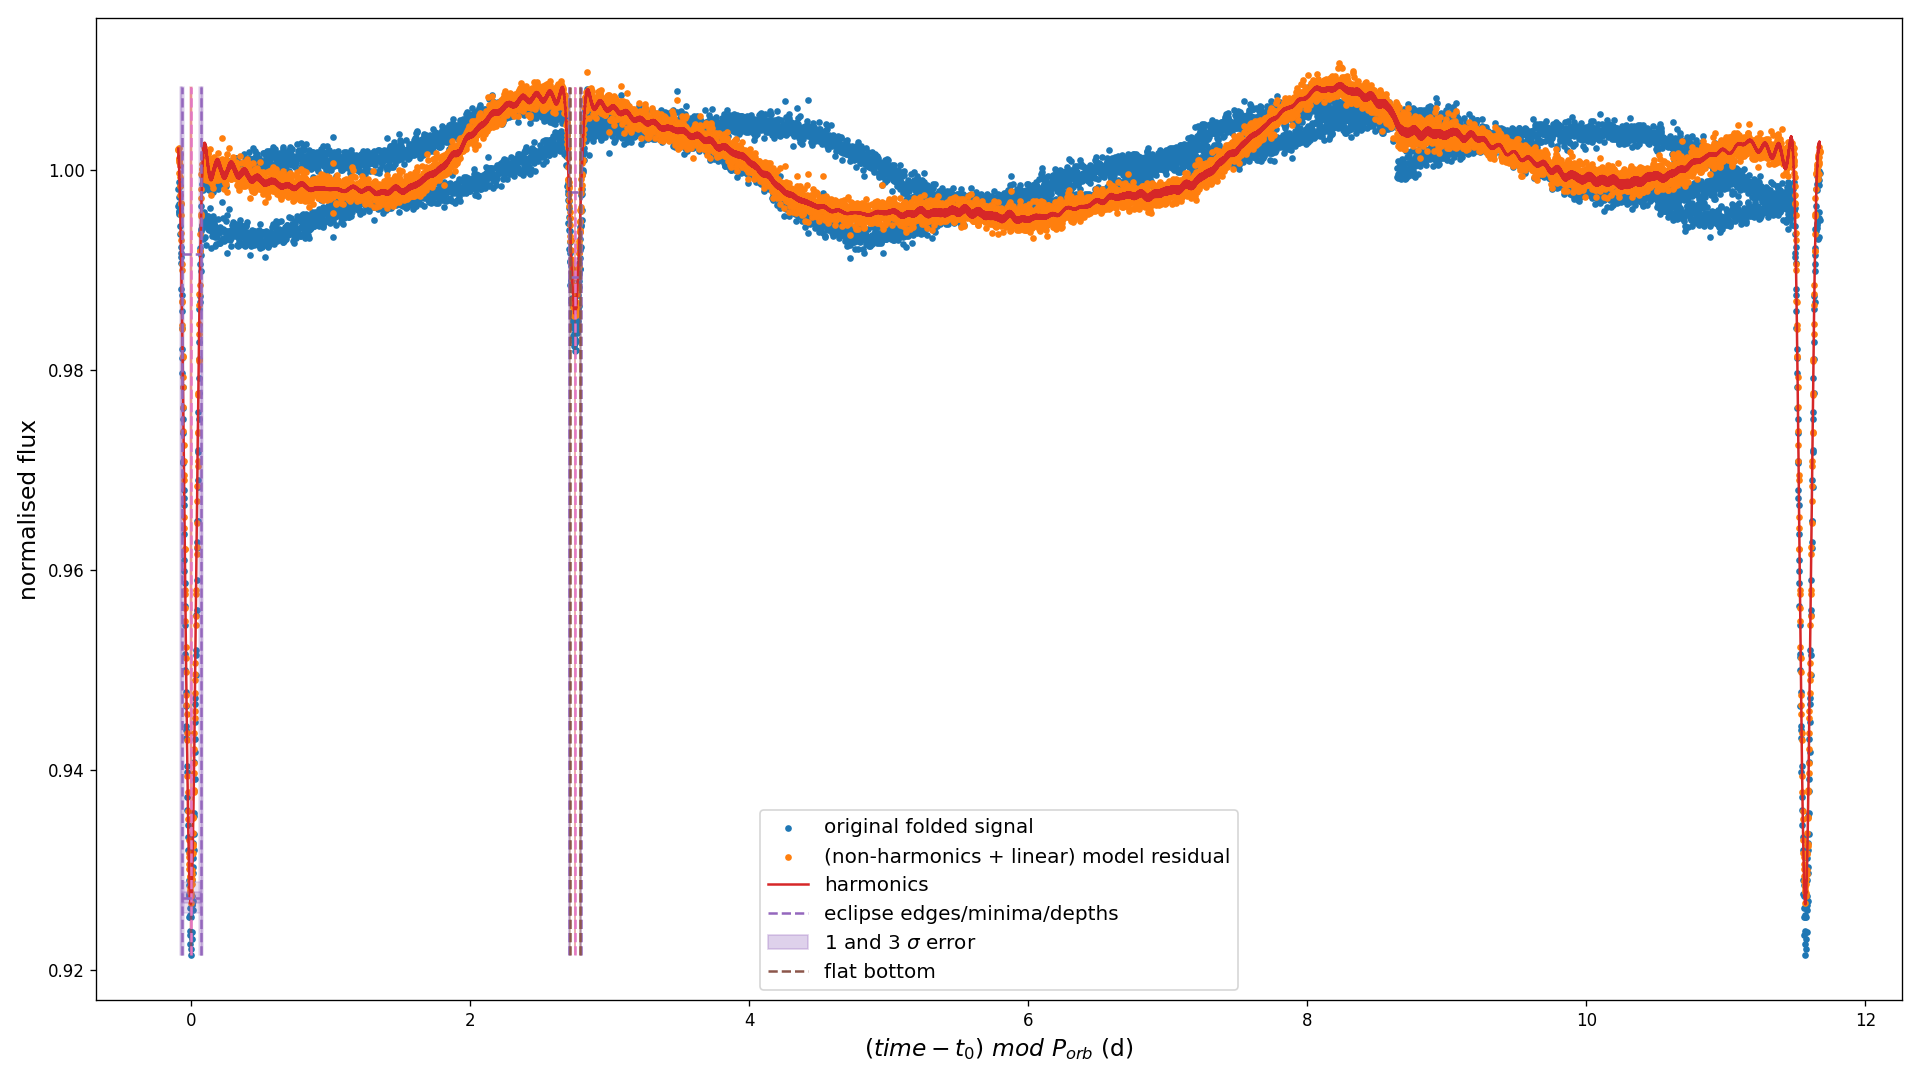 normalised flux
1.00
0.98
0.96
0.94
0.92
original folded signal
(non-harmonics + linear) model residual
harmonics
eclipse edges/minima/depths
1 and 3 σ error
flat bottom
0 2 4 6 8 10 12
(time − t₀) mod Pₒᵣᵦ (d)